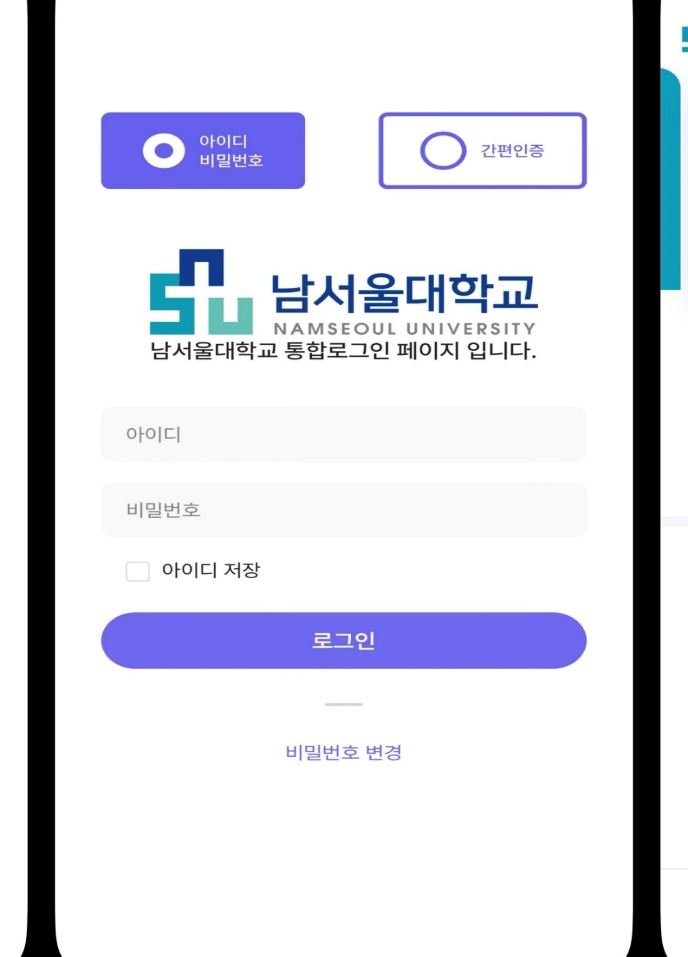 아이디
비밀번호
간편인증
남서울대학교
NAMSEOUL UNIVERSITY
남서울대학교 통합로그인 페이지 입니다.
아이디
비밀번호
아이디 저장
로그인
비밀번호 변경